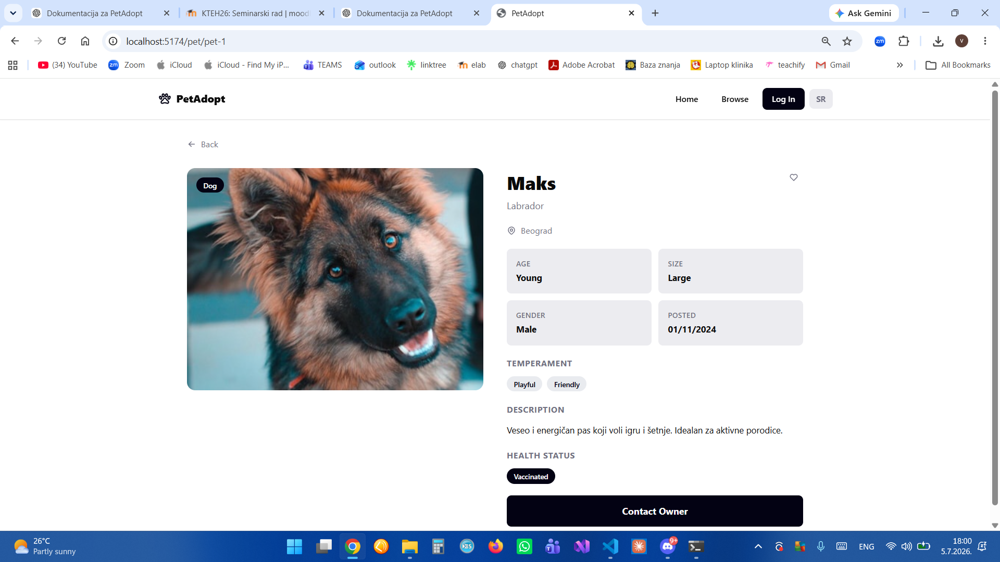 Dokumentacija za PetAdopt
KTEH26: Seminarski rad | mood
Dokumentacija za PetAdopt
PetAdopt
Ask Gemini
localhost:5174/pet/pet-1
zm
V
(34) YouTube
zm Zoom
iCloud
iCloud - Find My iP...
TEAMS
outlook
linktree
elab
chatgpt
Adobe Acrobat
Baza znanja
Laptop klinika
teachify
Gmail
All Bookmarks
PetAdopt
Home
Browse
Log In
SR
Back
Dog
Maks
Labrador
Beograd
AGE
Young
SIZE
Large
GENDER
Male
POSTED
01/11/2024
TEMPERAMENT
Playful
Friendly
DESCRIPTION
Veseo i energičan pas koji voli igru i šetnje. Idealan za aktivne porodice.
HEALTH STATUS
Vaccinated
Contact Owner
26°C
Partly sunny
9+
ENG
18:00
5.7.2026.